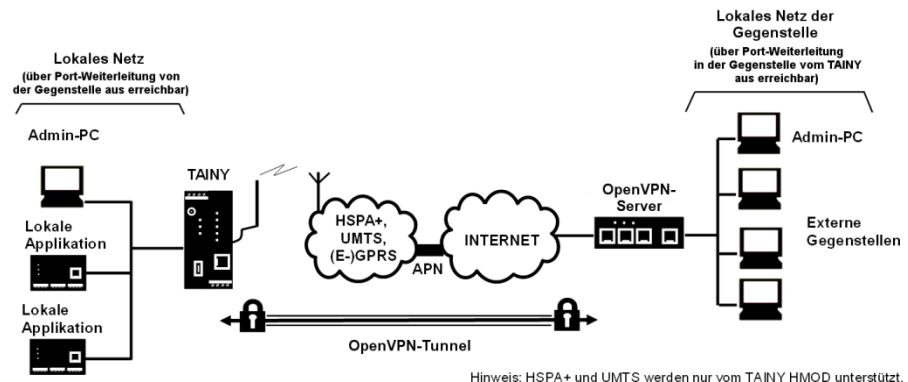 Lokales Netz
(über Port-Weiterleitung von
der Gegenstelle aus erreichbar)
Admin-PC
Lokale
Applikation
Lokale
Applikation
TAINY
HSPA+,
UMTS,
(E-)GPRS
APN
INTERNET
OpenVPN-
Server
OpenVPN-Tunnel
Lokales Netz der
Gegenstelle
(über Port-Weiterleitung
in der Gegenstelle vom TAINY
aus erreichbar)
Admin-PC
Externe
Gegenstellen
Hinweis: HSPA+ und UMTS werden nur vom TAINY HMOD unterstützt.